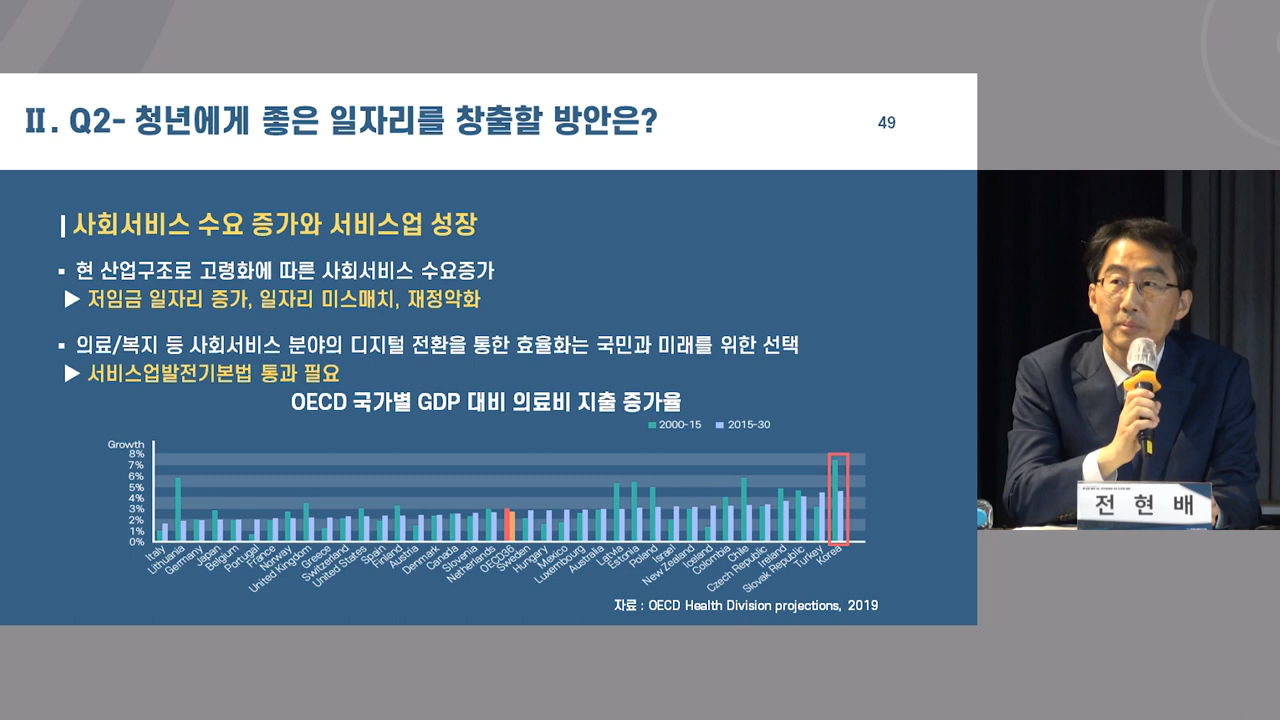 Ⅱ. Q2- 청년에게 좋은 일자리를 창출할 방안은?
49
사회서비스 수요 증가와 서비스업 성장
▪ 현 산업구조로 고령화에 따른 사회서비스 수요증가
▶ 저임금 일자리 증가, 일자리 미스매치, 재정악화
▪ 의료/복지 등 사회서비스 분야의 디지털 전환을 통한 효율화는 국민과 미래를 위한 선택
▶ 서비스업발전기본법 통과 필요
OECD 국가별 GDP 대비 의료비 지출 증가율
2000-15 2015-30
Growth
8%
7%
6%
5%
4%
3%
2%
1%
0%
Italy
Lithuania
Germany
Japan
Belgium
Portugal
France
Norway
United Kingdom
Greece
Switzerland
United States
Spain
Finland
Austria
Denmark
Canada
Slovenia
Netherlands
OECD36
Sweden
Hungary
Mexico
Luxembourg
Australia
Latvia
Estonia
Poland
Israel
New Zealand
Iceland
Colombia
Chile
Czech Republic
Ireland
Slovak Republic
Turkey
Korea
자료 : OECD Health Division projections, 2019
전 현 배